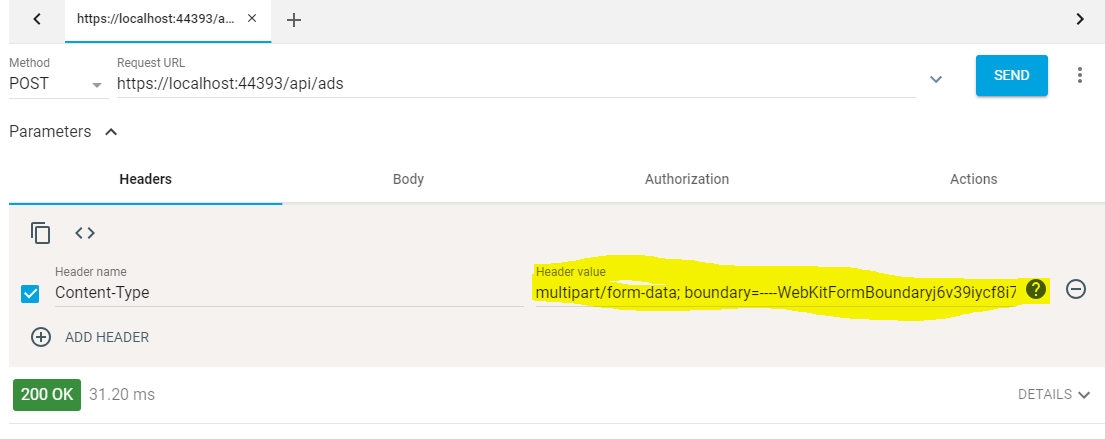 https://localhost:44393/a...
Method
Request URL
POST
https://localhost:44393/api/ads
SEND
Parameters
Headers
Body
Authorization
Actions
Header name
Header value
Content-Type
multipart/form-data; boundary=----WebKitFormBoundaryj6v39iycf8i7
ADD HEADER
200 OK
31.20 ms
DETAILS